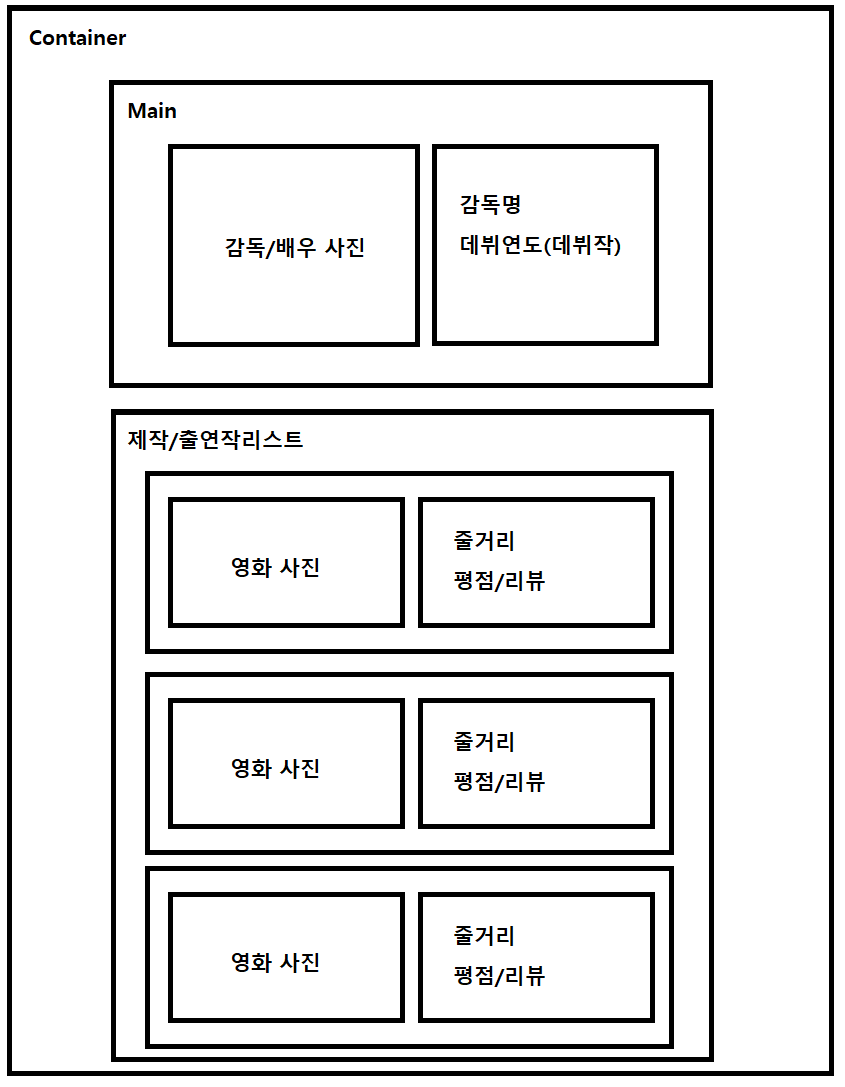 Container
Main
감독/배우 사진
감독명
데뷔연도(데뷔작)
제작/출연작리스트
영화 사진
줄거리
평점/리뷰
영화 사진
줄거리
평점/리뷰
영화 사진
줄거리
평점/리뷰